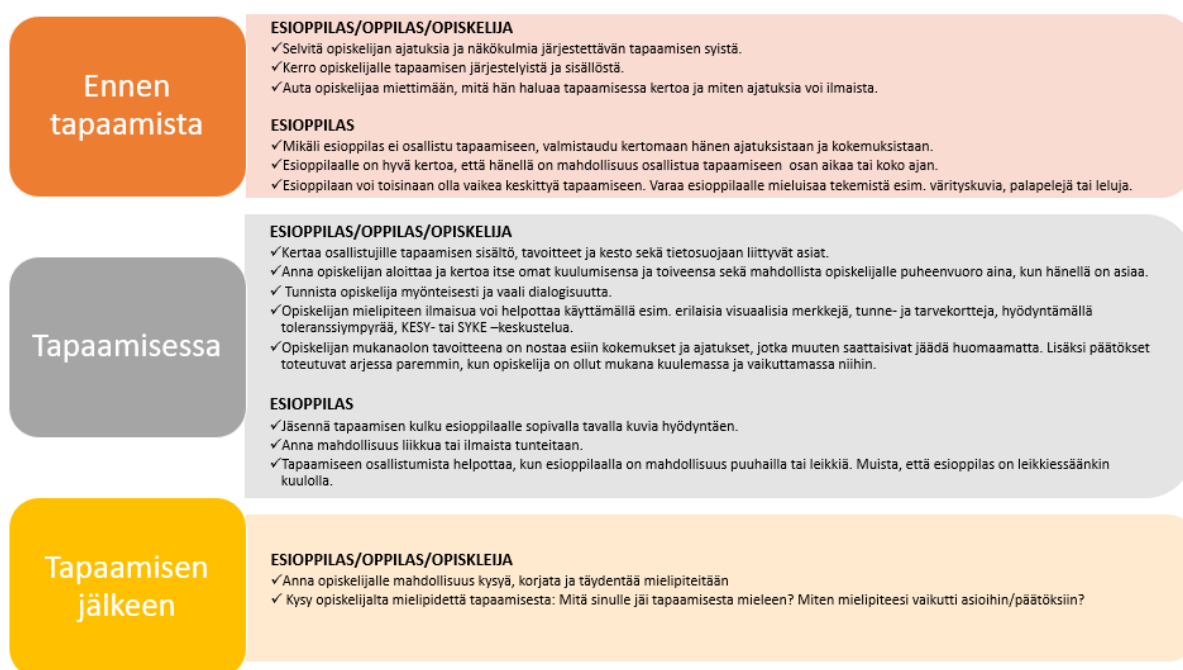 Ennen
tapaamista
ESIOPPILAS/OPPILAS/OPISKELIJA
✓Selvitä opiskelijan ajatuksia ja näkökulmia järjestettävän tapaamisen syistä.
✓Kerro opiskelijalle tapaamisen järjestelyistä ja sisällöstä.
✓Auta opiskelijaa miettimään, mitä hän haluaa tapaamisessa kertoa ja miten ajatuksia voi ilmaista.
ESIOPPILAS
✓Mikäli esioppilas ei osallistu tapaamiseen, valmistaudu kertomaan hänen ajatuksistaan ja kokemuksistaan.
✓Esioppilaalle on hyvä kertoa, että hänellä on mahdollisuus osallistua tapaamiseen osan aikaa tai koko ajan.
✓Esioppilaan voi toisinaan olla vaikea keskittyä tapaamiseen. Varaa esioppilaalle mieluisaa tekemistä esim. värityskuvia, palapelejä tai leluja.
Tapaamisessa
ESIOPPILAS/OPPILAS/OPISKELIJA
✓Kertaa osallistujille tapaamisen sisältö, tavoitteet ja kesto sekä tietosuojaan liittyvät asiat.
✓Anna opiskelijan aloittaa ja kertoa itse omat kuulumisensa ja toiveensa sekä mahdollista opiskelijalle puheenvuoro aina, kun hänellä on asiaa.
✓ Tunnista opiskelija myönteisesti ja vaali dialogisuutta.
✓Opiskelijan mielipiteen ilmaisua voi helpottaa käyttämällä esim. erilaisia visuaalisia merkkejä, tunne- ja tarvekortteja, hyödyntämällä
toleranssiympyrää, KESY- tai SYKE –keskustelua.
✓Opiskelijan mukanaolon tavoitteena on nostaa esiin kokemukset ja ajatukset, jotka muuten saattaisivat jäädä huomaamatta. Lisäksi päätökset
toteutuvat arjessa paremmin, kun opiskelija on ollut mukana kuulemassa ja vaikuttamassa niihin.
ESIOPPILAS
✓Jäsennä tapaamisen kulku esioppilaalle sopivalla tavalla kuvia hyödyntäen.
✓Anna mahdollisuus liikkua tai ilmaista tunteitaan.
✓Tapaamiseen osallistumista helpottaa, kun esioppilaalla on mahdollisuus puuhailla tai leikkiä. Muista, että esioppilas on leikkiessäänkin
kuulolla.
Tapaamisen
jälkeen
ESIOPPILAS/OPPILAS/OPISKLEIJA
✓Anna opiskelijalle mahdollisuus kysyä, korjata ja täydentää mielipiteitään
✓ Kysy opiskelijalta mielipidettä tapaamisesta: Mitä sinulle jäi tapaamisesta mieleen? Miten mielipiteesi vaikutti asioihin/päätöksiin?